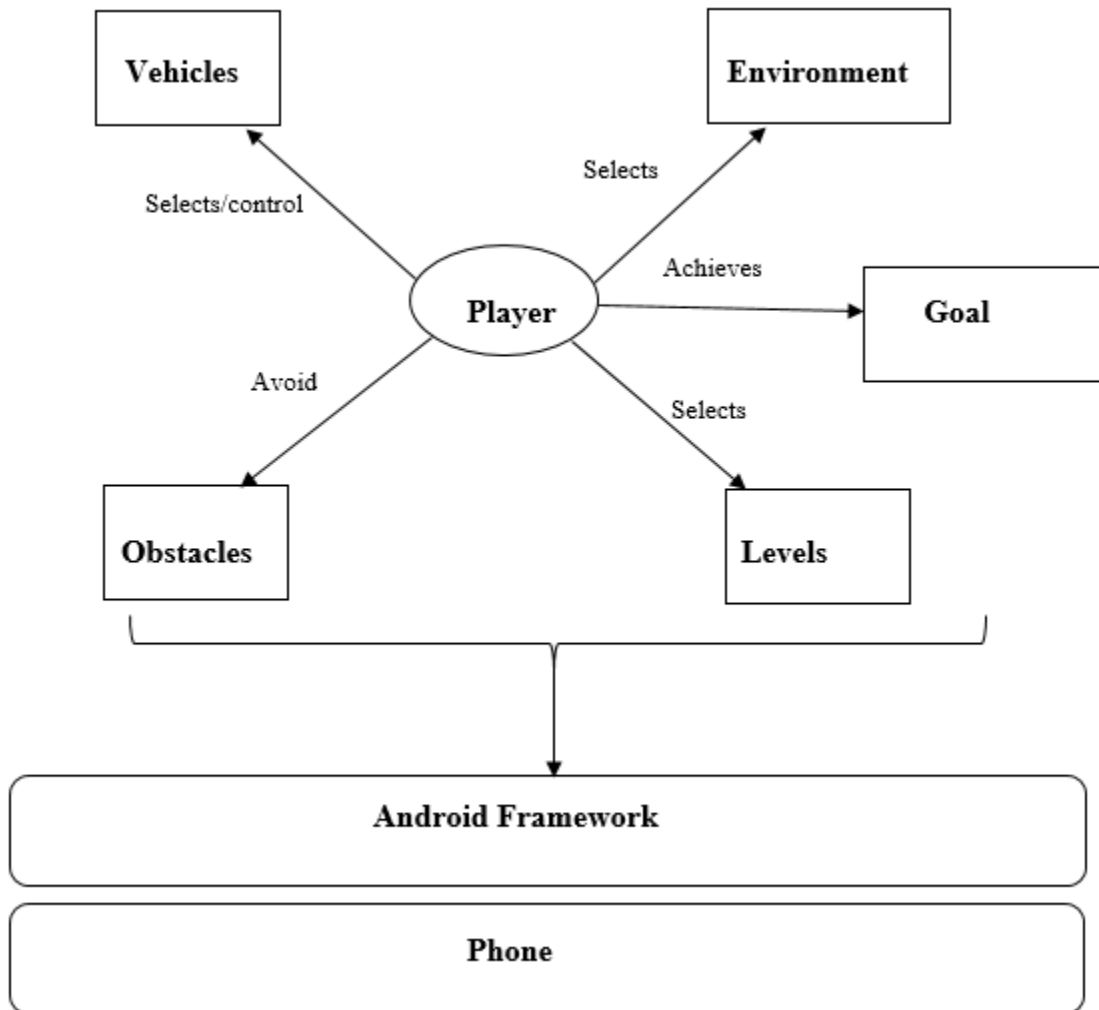 Vehicles
Environment
Selects
Selects/control
Achieves
Player
Goal
Avoid
Selects
Obstacles
Levels
Android Framework
Phone